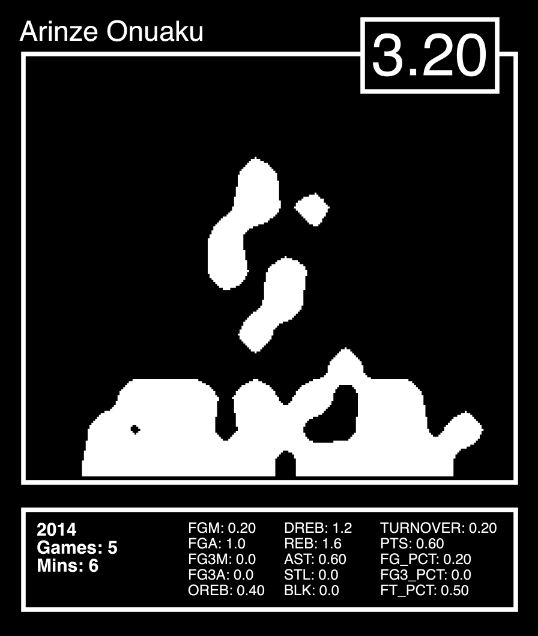 Arinze Onuaku
3.20
2014
Games: 5
Mins: 6
FGM: 0.20
FGA: 1.0
FG3M: 0.0
FG3A: 0.0
OREB: 0.40
DREB: 1.2
REB: 1.6
AST: 0.60
STL: 0.0
BLK: 0.0
TURNOVER: 0.20
PTS: 0.60
FG_PCT: 0.20
FG3_PCT: 0.0
FT_PCT: 0.50